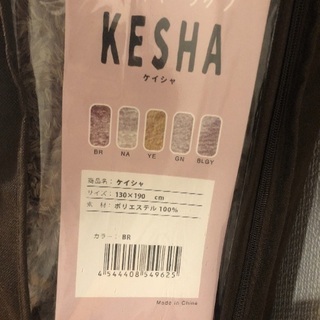 KESHA
ケイシャ
BR NA YE GN BLGY
商品名：ケイシャ
サイズ：130×190 cm
素 材：ポリエステル100%
カラー：BR
4544408549625
Made in China